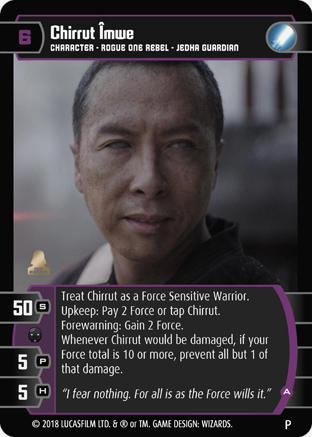 6
Chirrut Îmwe
CHARACTER - ROGUE ONE REBEL - JEDHA GUARDIAN
50 S
5 P
5 H
Treat Chirrut as a Force Sensitive Warrior.
Upkeep: Pay 2 Force or tap Chirrut.
Forewarning: Gain 2 Force.
Whenever Chirrut would be damaged, if your
Force total is 10 or more, prevent all but 1 of
that damage.
“I fear nothing. For all is as the Force wills it.”
A
© 2018 LUCASFILM LTD. & ® or TM. GAME DESIGN: WIZARDS.
P